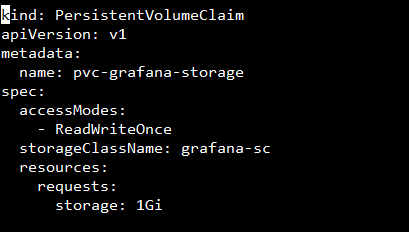 kind: PersistentVolumeClaim
apiVersion: v1
metadata:
  name: pvc-grafana-storage
spec:
  accessModes:
    - ReadWriteOnce
  storageClassName: grafana-sc
  resources:
    requests:
      storage: 1Gi